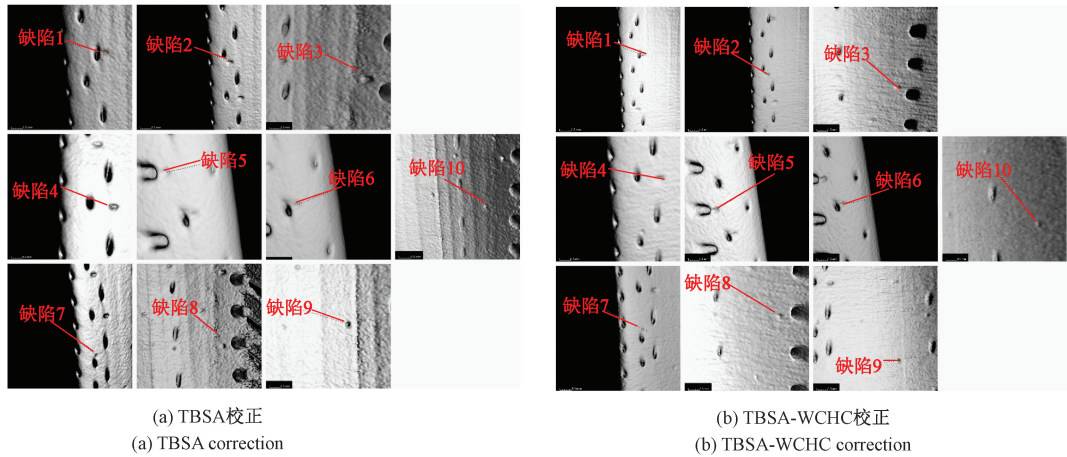 缺陷1
缺陷2
缺陷3
缺陷4
缺陷5
缺陷6
缺陷10
缺陷7
缺陷8
缺陷9
(a) TBSA校正
(a) TBSA correction
缺陷1
缺陷2
缺陷3
缺陷4
缺陷5
缺陷6
缺陷10
缺陷7
缺陷8
缺陷9
(b) TBSA-WCHC校正
(b) TBSA-WCHC correction